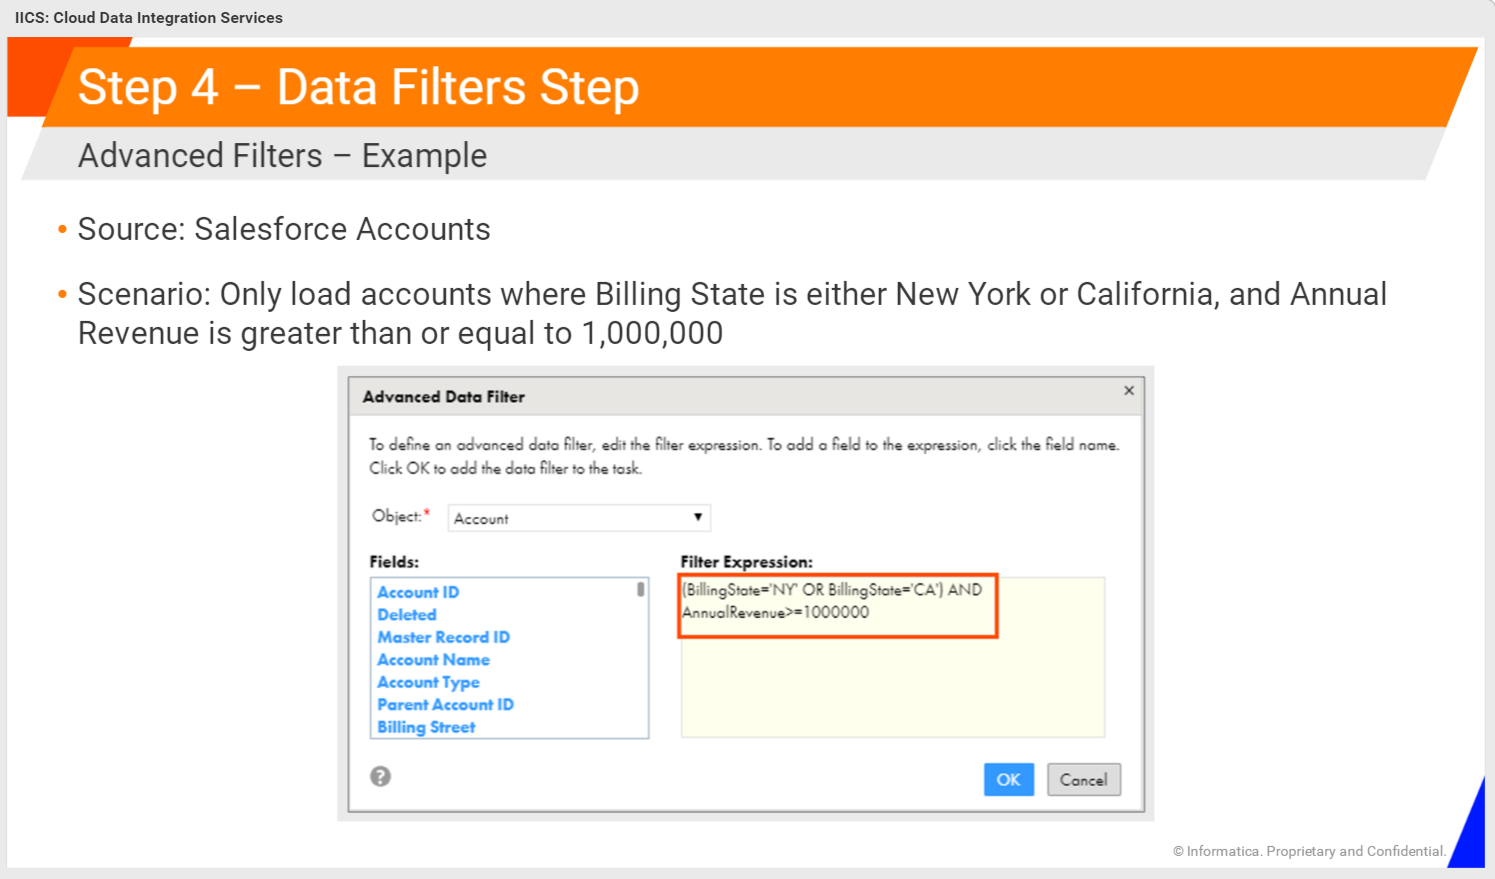 IICS: Cloud Data Integration Services
Step 4 – Data Filters Step
Advanced Filters – Example
• Source: Salesforce Accounts
• Scenario: Only load accounts where Billing State is either New York or California, and Annual
Revenue is greater than or equal to 1,000,000
Advanced Data Filter
×
To define an advanced data filter, edit the filter expression. To add a field to the expression, click the field name.
Click OK to add the data filter to the task.
Object:* Account
Fields:
Account ID
Deleted
Master Record ID
Account Name
Account Type
Parent Account ID
Billing Street
Filter Expression:
(BillingState='NY' OR BillingState='CA') AND
AnnualRevenue>=1000000
?
OK Cancel
© Informatica. Proprietary and Confidential.